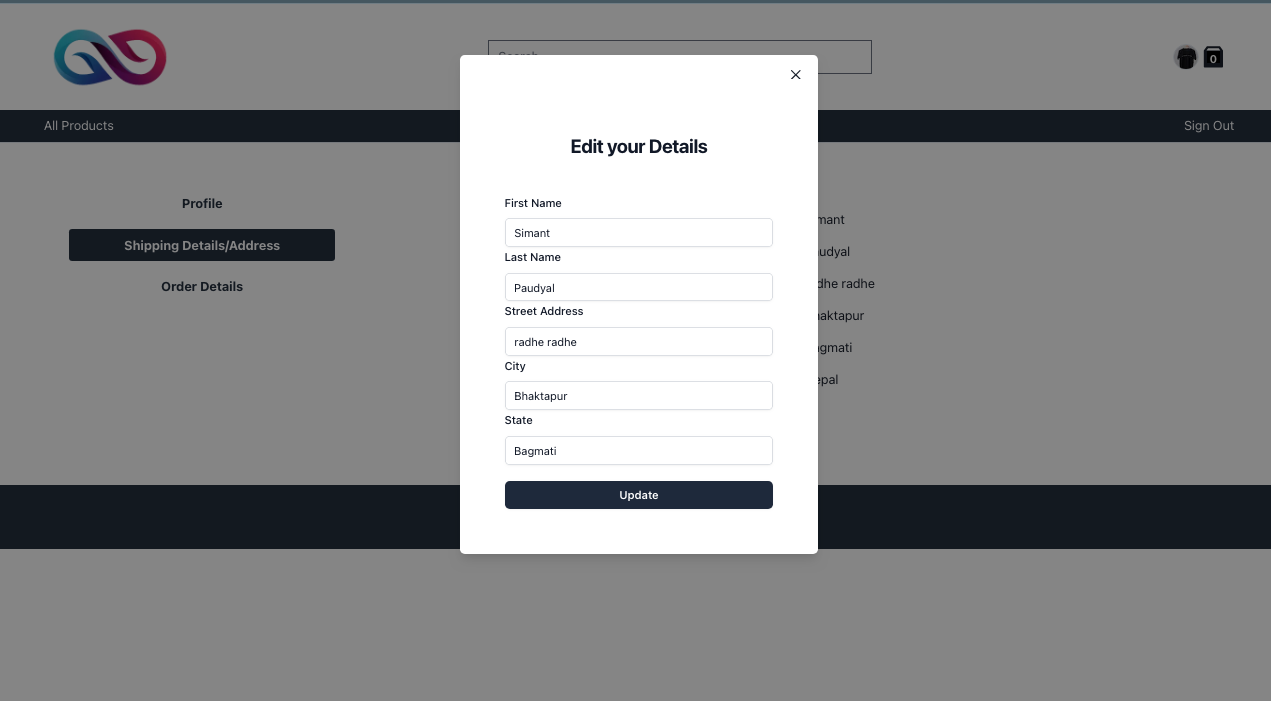 Search
0
All Products
Sign Out
Edit your Details
Profile
Shipping Details/Address
Order Details
First Name
Simant
Last Name
Paudyal
Street Address
radhe radhe
City
Bhaktapur
State
Bagmati
Update
mant
udyal
dhe radhe
haktapur
gmati
epal